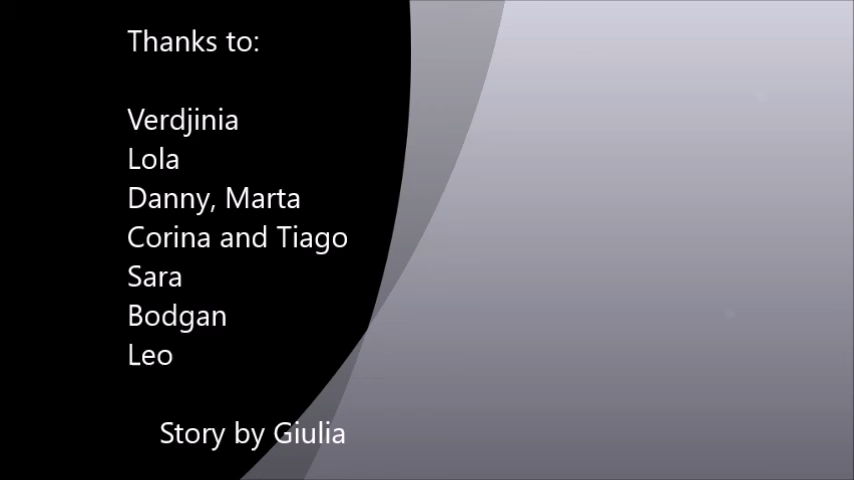 Thanks to:
Verdjinia
Lola
Danny, Marta
Corina and Tiago
Sara
Bodgan
Leo
Story by Giulia